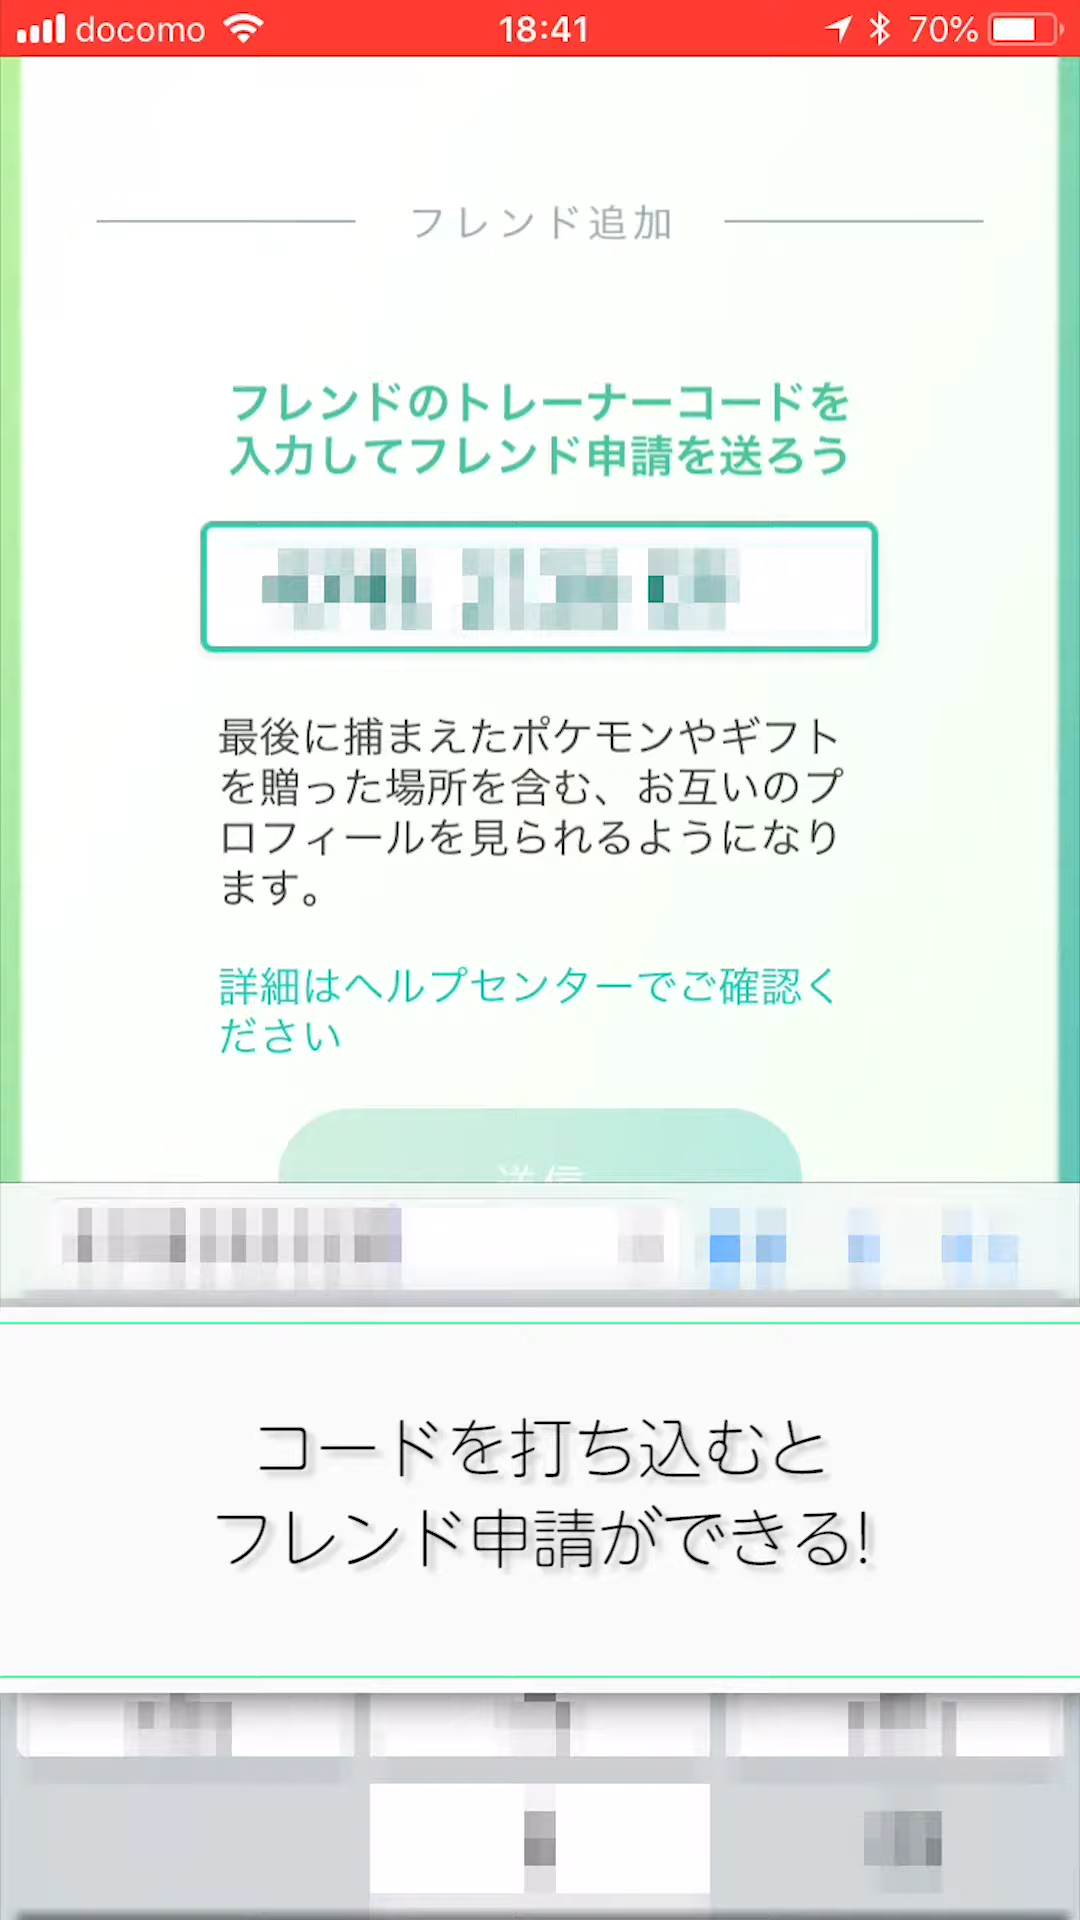 docomo 18:41 70%
フレンド追加
フレンドのトレーナーコードを
入力してフレンド申請を送ろう
最後に捕まえたポケモンやギフト
を贈った場所を含む、お互いのプ
ロフィールを見られるようになり
ます。
詳細はヘルプセンターでご確認く
ださい
送信
コードを打ち込むと
フレンド申請ができる!